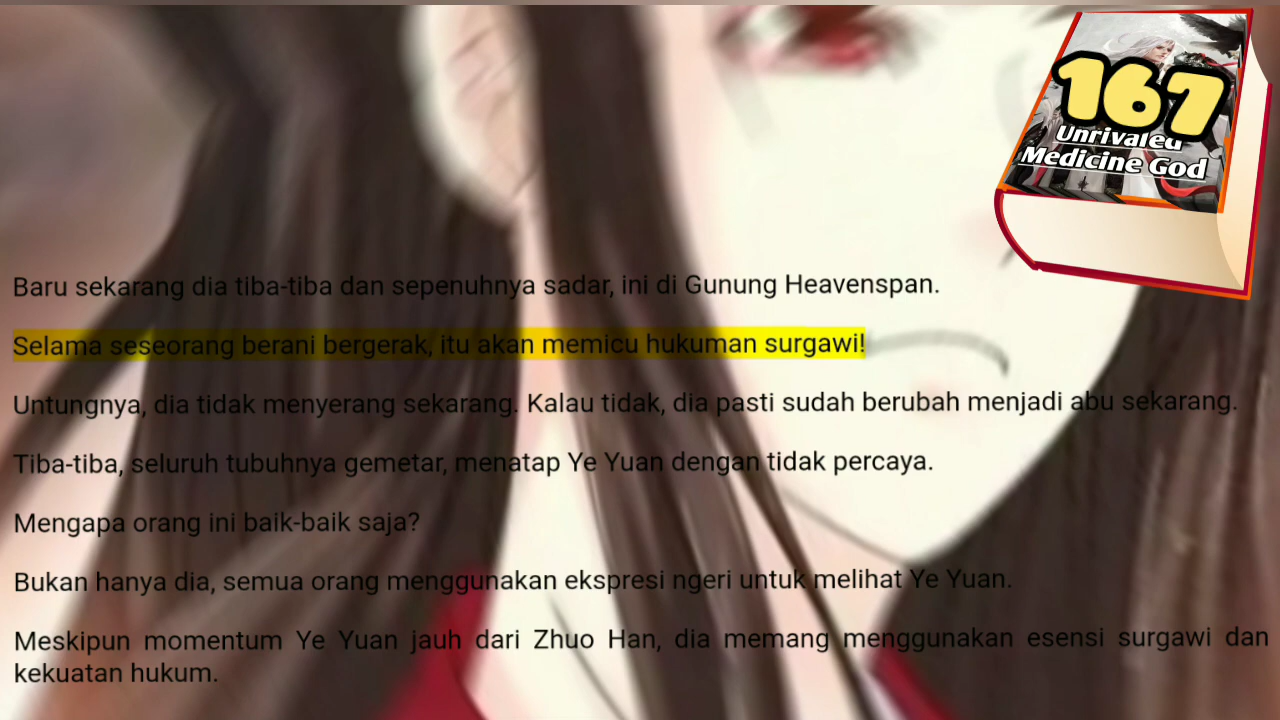 167
Unrivaled
Medicine God
Baru sekarang dia tiba-tiba dan sepenuhnya sadar, ini di Gunung Heavenspan.
Selama seseorang berani bergerak, itu akan memicu hukuman surgawi!
Untungnya, dia tidak menyerang sekarang. Kalau tidak, dia pasti sudah berubah menjadi abu sekarang.
Tiba-tiba, seluruh tubuhnya gemetar, menatap Ye Yuan dengan tidak percaya.
Mengapa orang ini baik-baik saja?
Bukan hanya dia, semua orang menggunakan ekspresi ngeri untuk melihat Ye Yuan.
Meskipun momentum Ye Yuan jauh dari Zhuo Han, dia memang menggunakan esensi surgawi dan
kekuatan hukum.